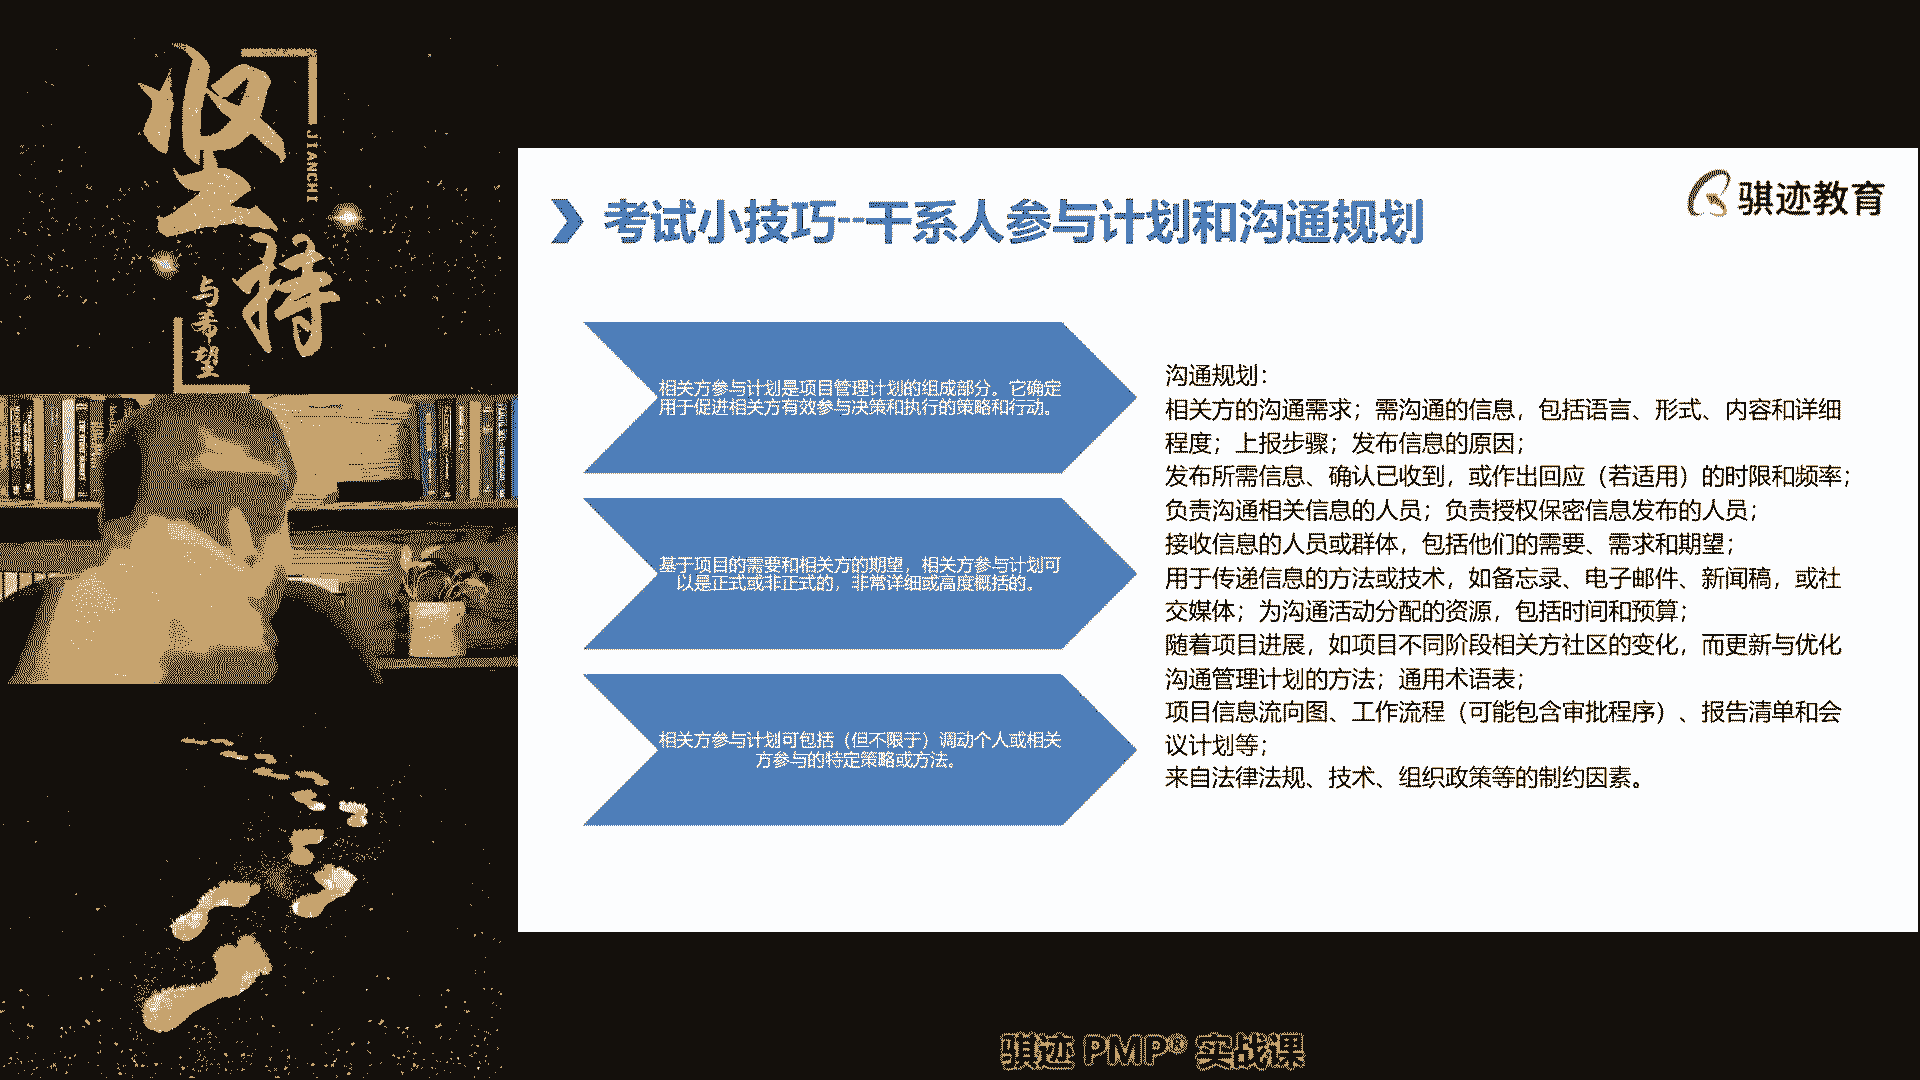 坚
持
JIANCHI
与
希
望
骐迹教育
考试小技巧--干系人参与计划和沟通规划
相关方参与计划是项目管理计划的组成部分。它确定
用于促进相关方有效参与决策和执行的策略和行动。
基于项目的需要和相关方的期望，相关方参与计划可
以是正式或非正式的，非常详细或高度概括的。
相关方参与计划可包括（但不限于）调动个人或相关
方参与的特定策略或方法。
沟通规划：
相关方的沟通需求；需沟通的信息，包括语言、形式、内容和详细
程度；上报步骤；发布信息的原因；
发布所需信息、确认已收到，或作出回应（若适用）的时限和频率；
负责沟通相关信息的人员；负责授权保密信息发布的人员；
接收信息的人员或群体，包括他们的需要、需求和期望；
用于传递信息的方法或技术，如备忘录、电子邮件、新闻稿，或社
交媒体；为沟通活动分配的资源，包括时间和预算；
随着项目进展，如项目不同阶段相关方社区的变化，而更新与优化
沟通管理计划的方法；通用术语表；
项目信息流向图、工作流程（可能包含审批程序）、报告清单和会
议计划等；
来自法律法规、技术、组织政策等的制约因素。
骐迹 PMP® 实战课